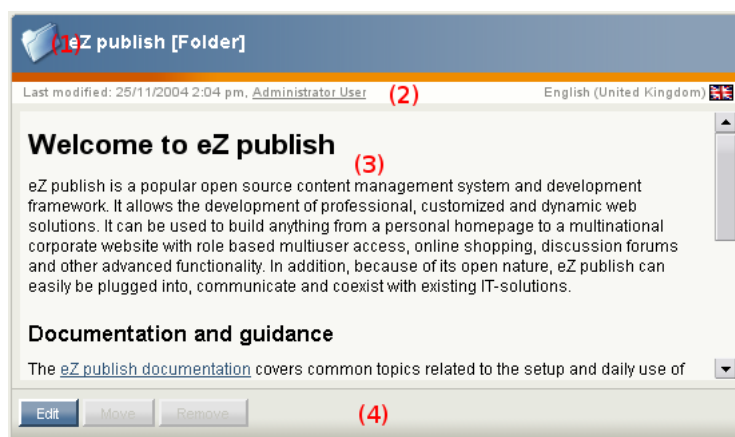 (1) eZ publish [Folder]
Last modified: 25/11/2004 2:04 pm, Administrator User (2) English (United Kingdom)
Welcome to eZ publish
(3)
eZ publish is a popular open source content management system and development
framework. It allows the development of professional, customized and dynamic web
solutions. It can be used to build anything from a personal homepage to a multinational
corporate website with role based multiuser access, online shopping, discussion forums
and other advanced functionality. In addition, because of its open nature, eZ publish can
easily be plugged into, communicate and coexist with existing IT-solutions.
Documentation and guidance
The eZ publish documentation covers common topics related to the setup and daily use of
Edit Move Remove (4)